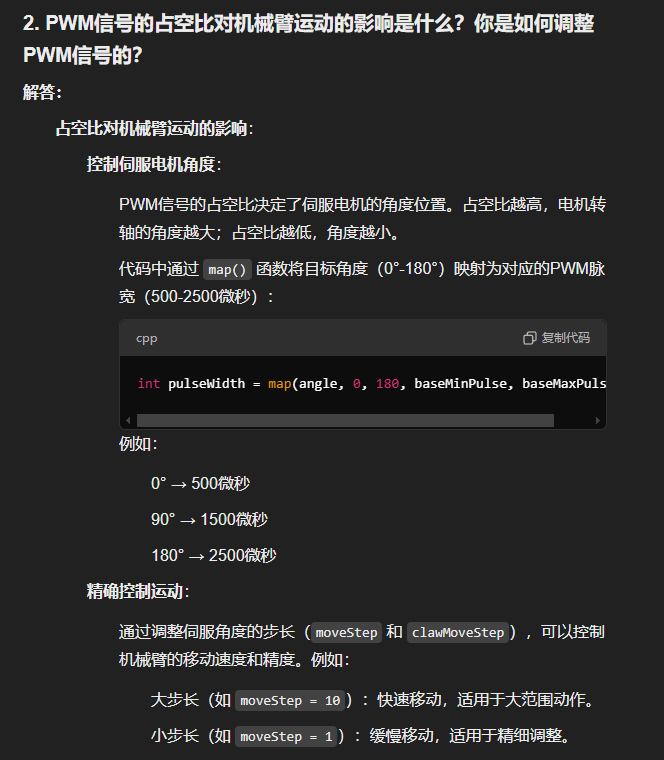 2. PWM信号的占空比对机械臂运动的影响是什么？你是如何调整
PWM信号的？
解答：
占空比对机械臂运动的影响：
控制伺服电机角度：
PWM信号的占空比决定了伺服电机的角度位置。占空比越高，电机转
轴的角度越大；占空比越低，角度越小。
代码中通过 map() 函数将目标角度（0°-180°）映射为对应的PWM脉
宽（500-2500微秒）：
cpp
复制代码
int pulseWidth = map(angle, 0, 180, baseMinPulse, baseMaxPuls
例如：
0° → 500微秒
90° → 1500微秒
180° → 2500微秒
精确控制运动：
通过调整伺服角度的步长（moveStep 和 clawMoveStep），可以控制
机械臂的移动速度和精度。例如：
大步长（如 moveStep = 10）：快速移动，适用于大范围动作。
小步长（如 moveStep = 1）：缓慢移动，适用于精细调整。